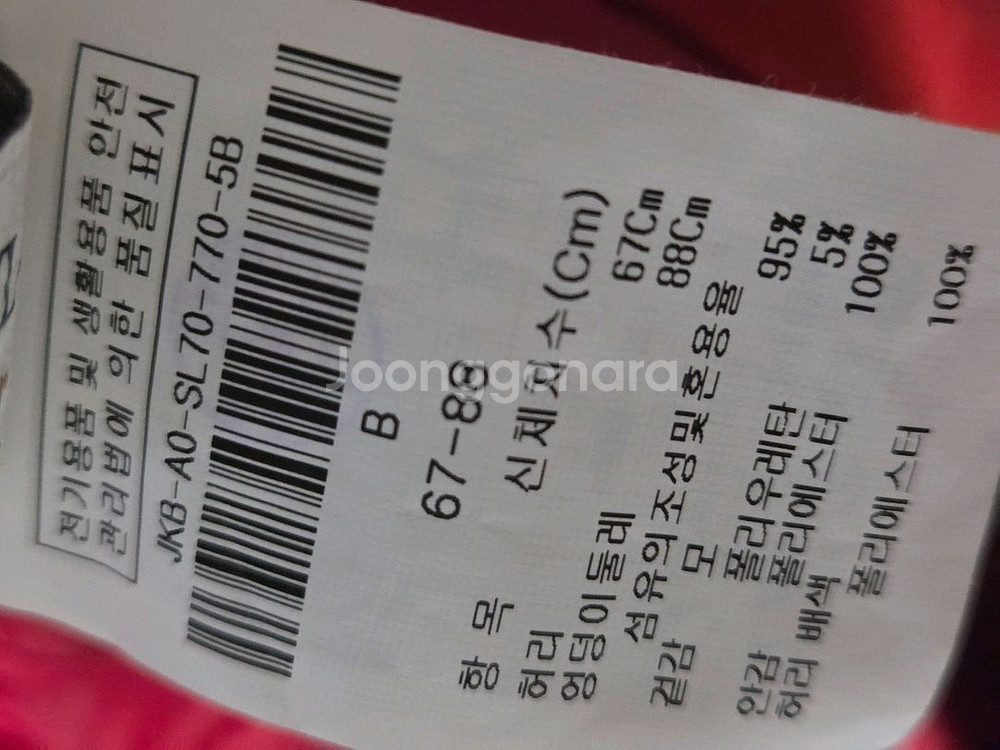 전기용품 및 생활용품 안전
관리법에 의한 품질표시
JKB-A0-SL70-770-5B
B
67-88
항 목 신체치수(Cm)
허리 67Cm
엉덩이둘레 88Cm
섬유의조성및혼용율
겉감 모 95%
폴리우레탄 5%
안감 폴리에스터 100%
허리 배색
폴리에스터 100%
Joonggonara